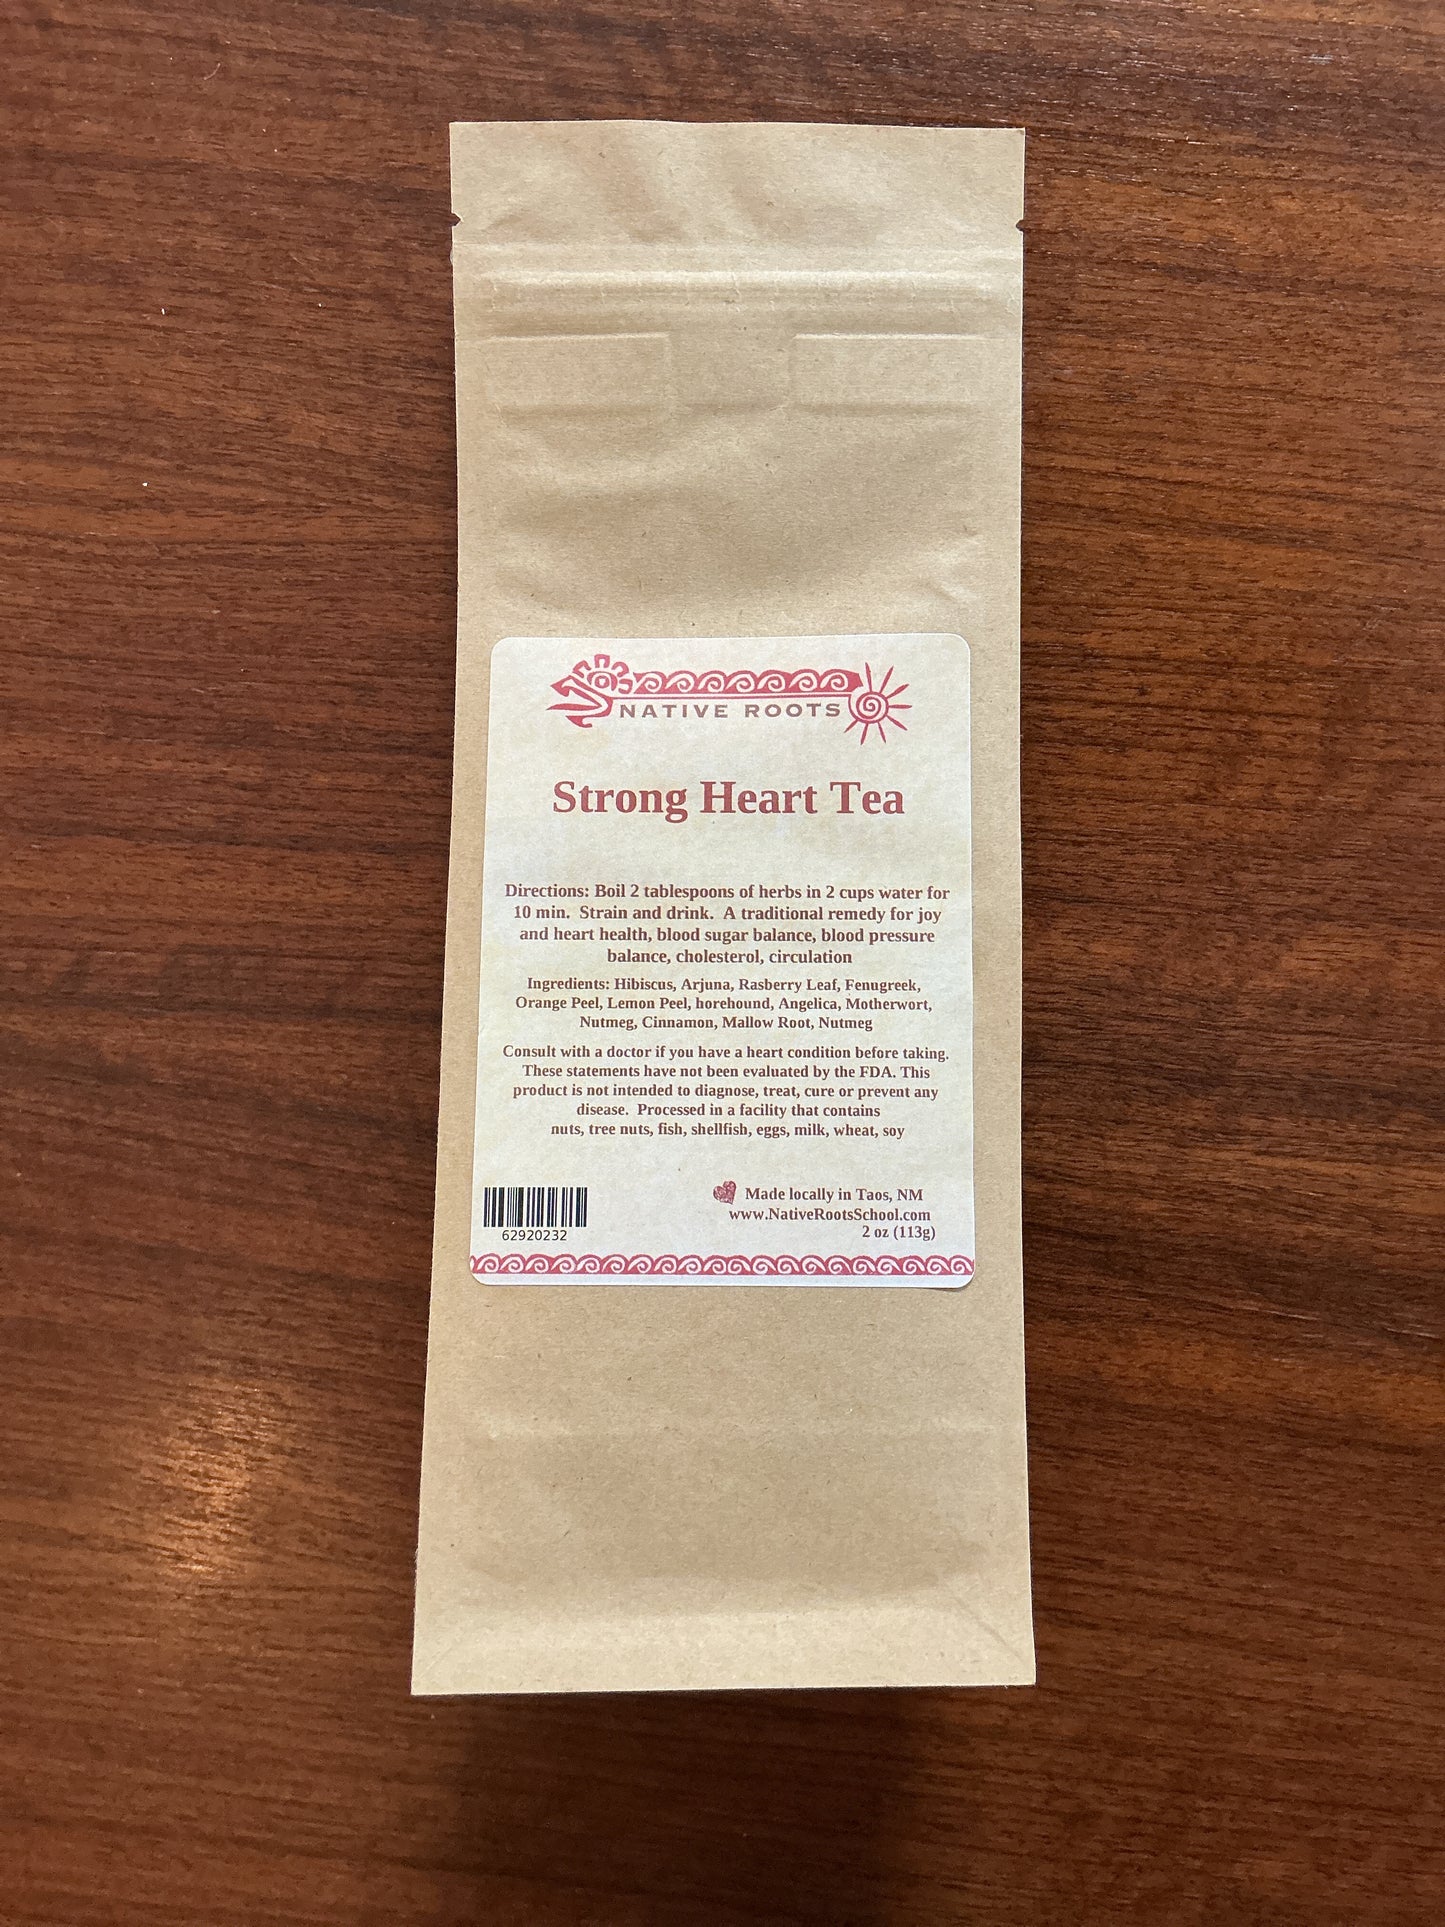 NATIVE ROOTS
Strong Heart Tea
Directions: Boil 2 tablespoons of herbs in 2 cups water for
10 min. Strain and drink. A traditional remedy for joy
and heart health, blood sugar balance, blood pressure
balance, cholesterol, circulation
Ingredients: Hibiscus, Arjuna, Rasberry Leaf, Fenugreek,
Orange Peel, Lemon Peel, horehound, Angelica, Motherwort,
Nutmeg, Cinnamon, Mallow Root, Nutmeg
Consult with a doctor if you have a heart condition before taking.
These statements have not been evaluated by the FDA. This
product is not intended to diagnose, treat, cure or prevent any
disease. Processed in a facility that contains
nuts, tree nuts, fish, shellfish, eggs, milk, wheat, soy
Made locally in Taos, NM
www.NativeRootsSchool.com
2 oz (113g)
62920232